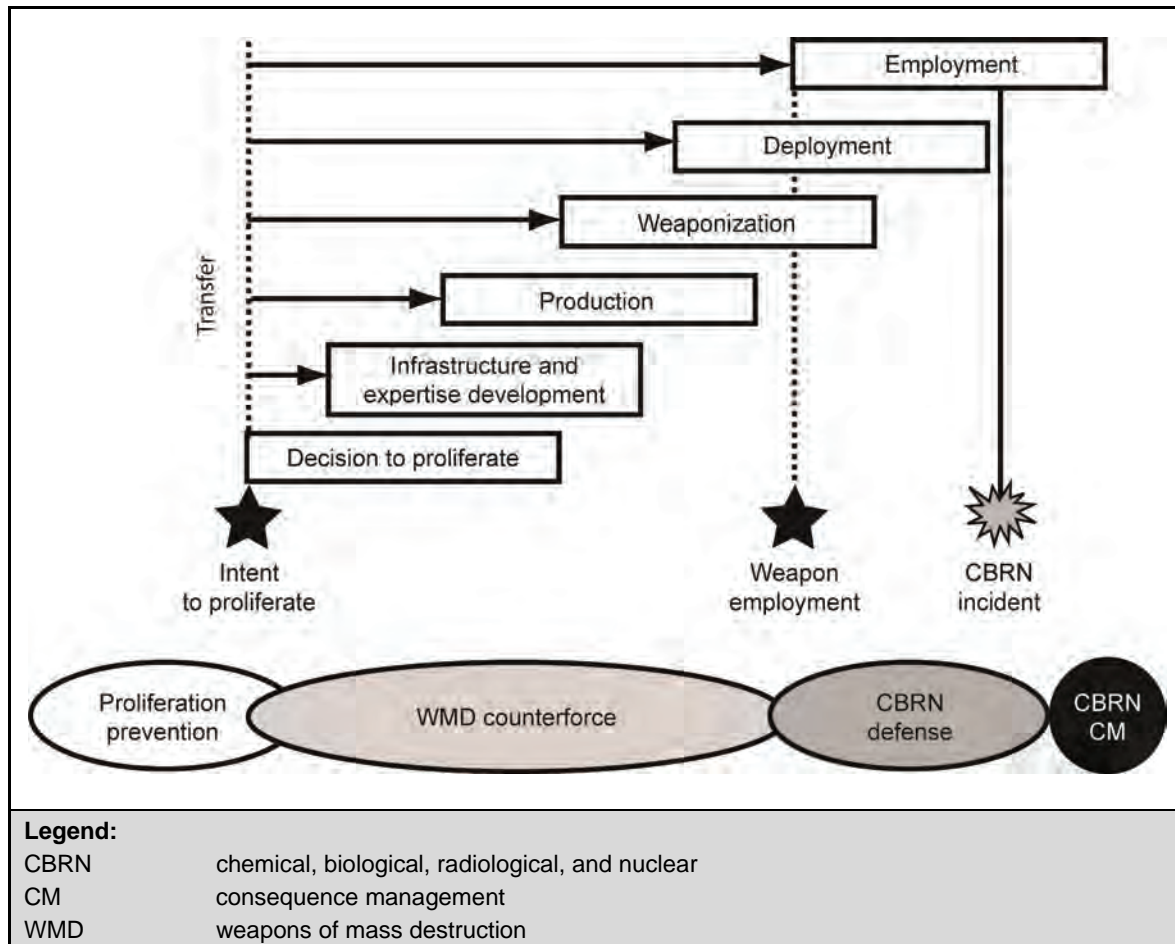 Employment
Deployment
Weaponization
Transfer
Production
Infrastructure and
expertise development
Decision to proliferate
Intent
to proliferate
Weapon
employment
CBRN
incident
Proliferation
prevention
WMD counterforce
CBRN
defense
CBRN
CM
Legend:
CBRN chemical, biological, radiological, and nuclear
CM consequence management
WMD weapons of mass destruction